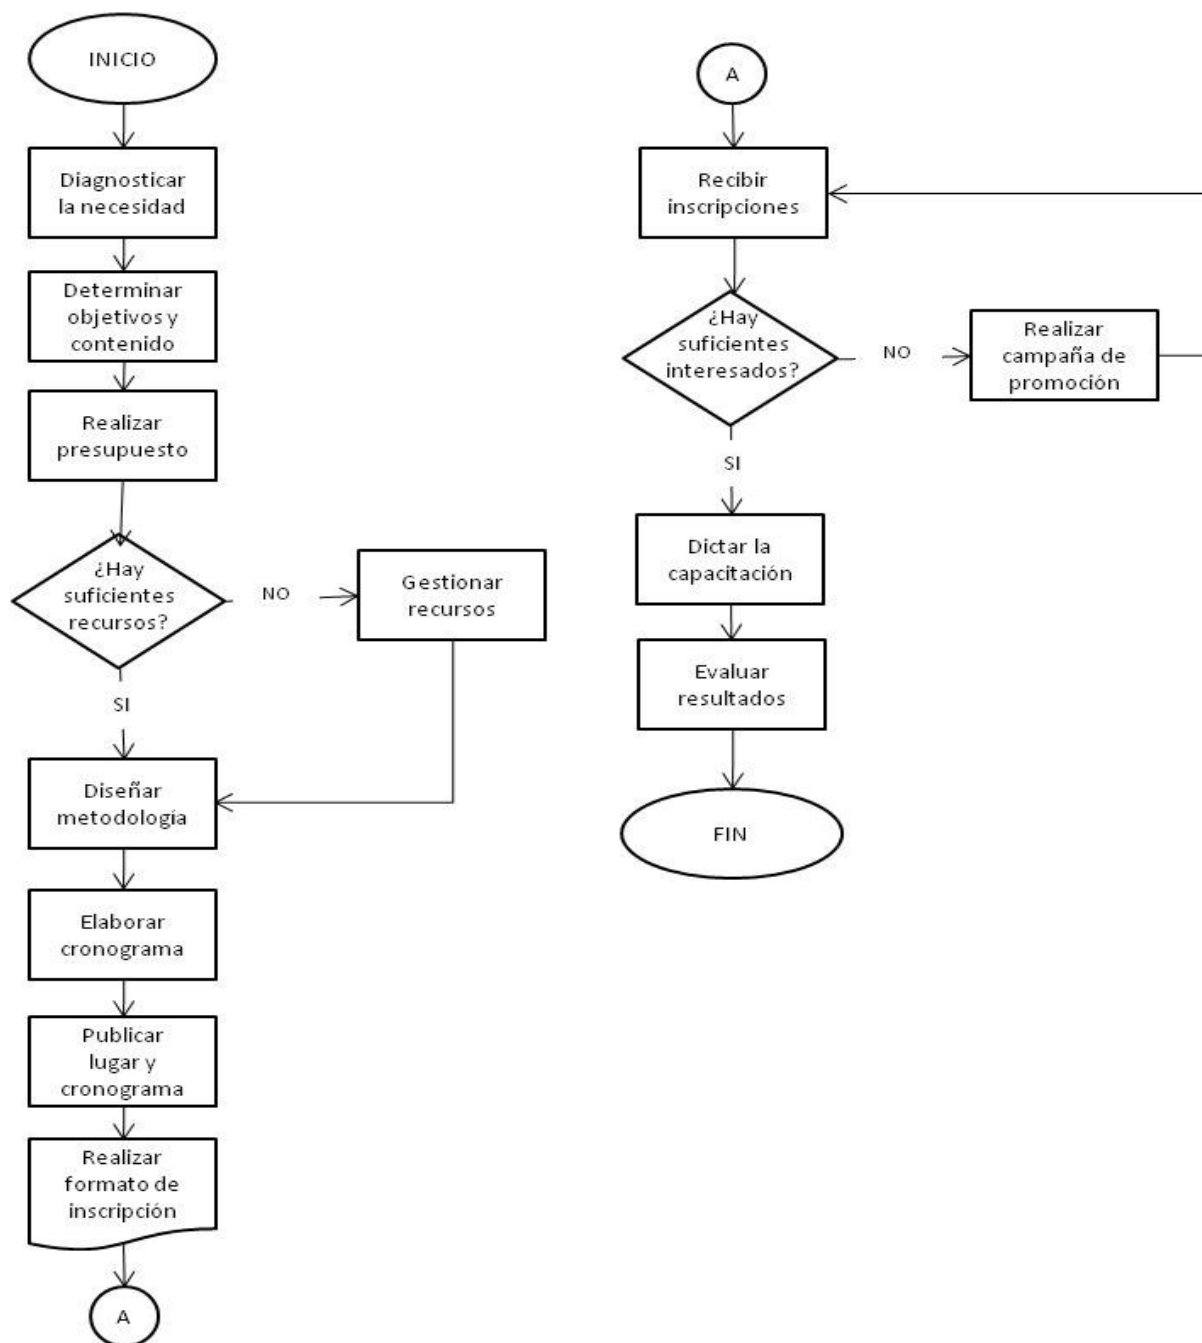 INICIO
Diagnosticar
la necesidad
Determinar
objetivos y
contenido
Realizar
presupuesto
¿Hay
suficientes
recursos?
NO
Gestionar
recursos
SI
Diseñar
metodología
Elaborar
cronograma
Publicar
lugar y
cronograma
Realizar
formato de
inscripción
A
A
Recibir
inscripciones
¿Hay
suficientes
interesados?
NO
Realizar
campaña de
promoción
SI
Dictar la
capacitación
Evaluar
resultados
FIN